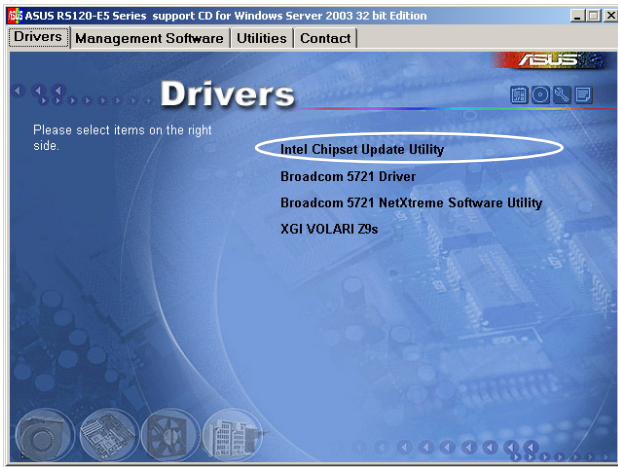 ASUS RS120-E5 Series support CD for Windows Server 2003 32 bit Edition
Drivers Management Software Utilities Contact
ASUS
Drivers
Please select items on the right
side.
Intel Chipset Update Utility
Broadcom 5721 Driver
Broadcom 5721 NetXtreme Software Utility
XGI VOLARI Z9s